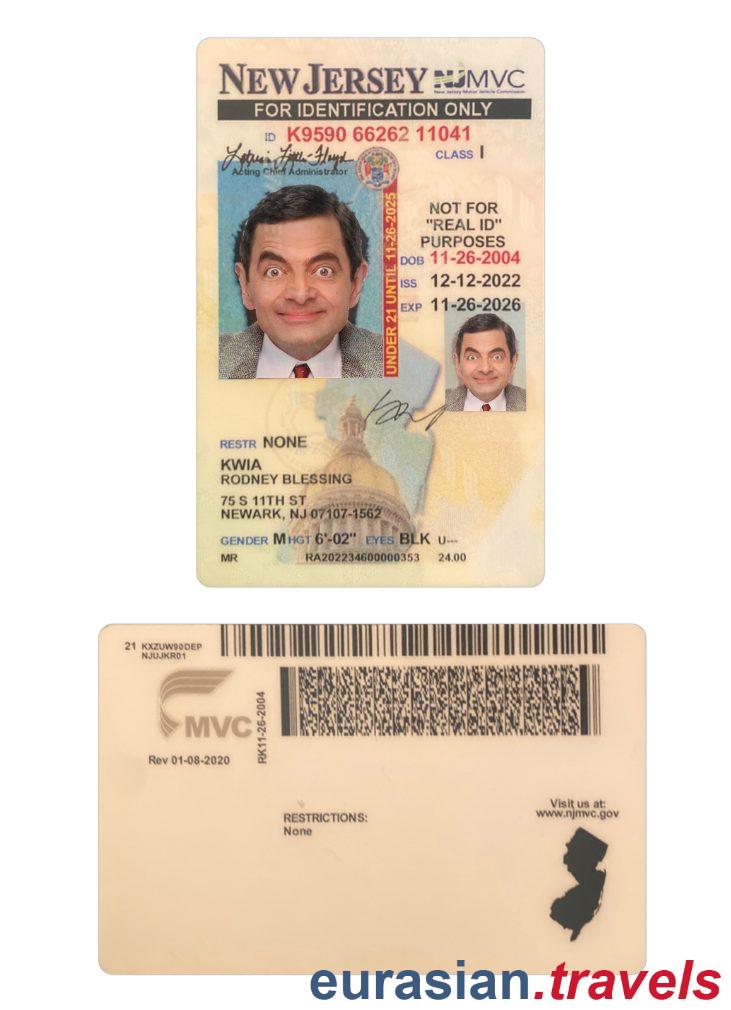 NEW JERSEY NJMVC
New Jersey Motor Vehicle Commission
FOR IDENTIFICATION ONLY
ID K9590 66262 11041
CLASS I
Acting Chief Administrator
UNDER 21 UNTIL 11-26-2025
NOT FOR
"REAL ID"
PURPOSES
DOB 11-26-2004
ISS 12-12-2022
EXP 11-26-2026
RESTR NONE
KWIA
RODNEY BLESSING
75 S 11TH ST
NEWARK, NJ 07107-1562
GENDER M HGT 6'-02" EYES BLK U---
MR RA202234600000353 24.00
21 KXZUW90DEP
NJUJKR01
MVC
Rev 01-08-2020
RK11-26-2004
RESTRICTIONS:
None
Visit us at:
www.njmvc.gov
eurasian.travels